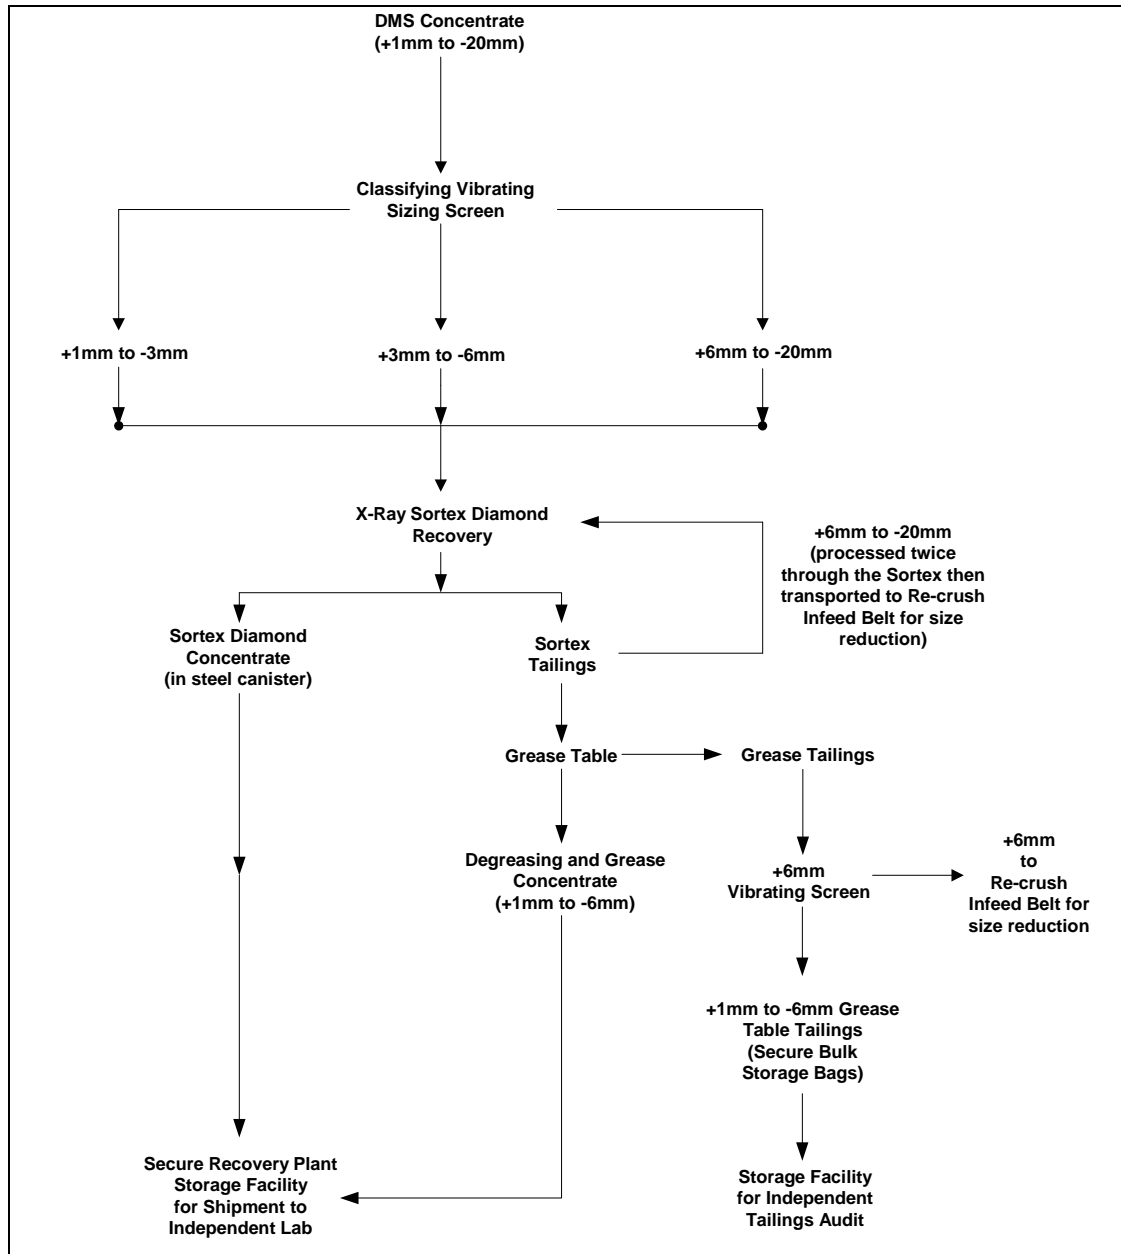 DMS Concentrate
(+1mm to -20mm)
Classifying Vibrating
Sizing Screen
+1mm to -3mm
+3mm to -6mm
+6mm to -20mm
X-Ray Sortex Diamond
Recovery
+6mm to -20mm
(processed twice
through the Sortex then
transported to Re-crush
Infeed Belt for size
reduction)
Sortex Diamond
Concentrate
(in steel canister)
Sortex
Tailings
Grease Table
Grease Tailings
Degreasing and Grease
Concentrate
(+1mm to -6mm)
+6mm
Vibrating Screen
+6mm
to
Re-crush
Infeed Belt for
size reduction
+1mm to -6mm Grease
Table Tailings
(Secure Bulk
Storage Bags)
Secure Recovery Plant
Storage Facility
for Shipment to
Independent Lab
Storage Facility
for Independent
Tailings Audit